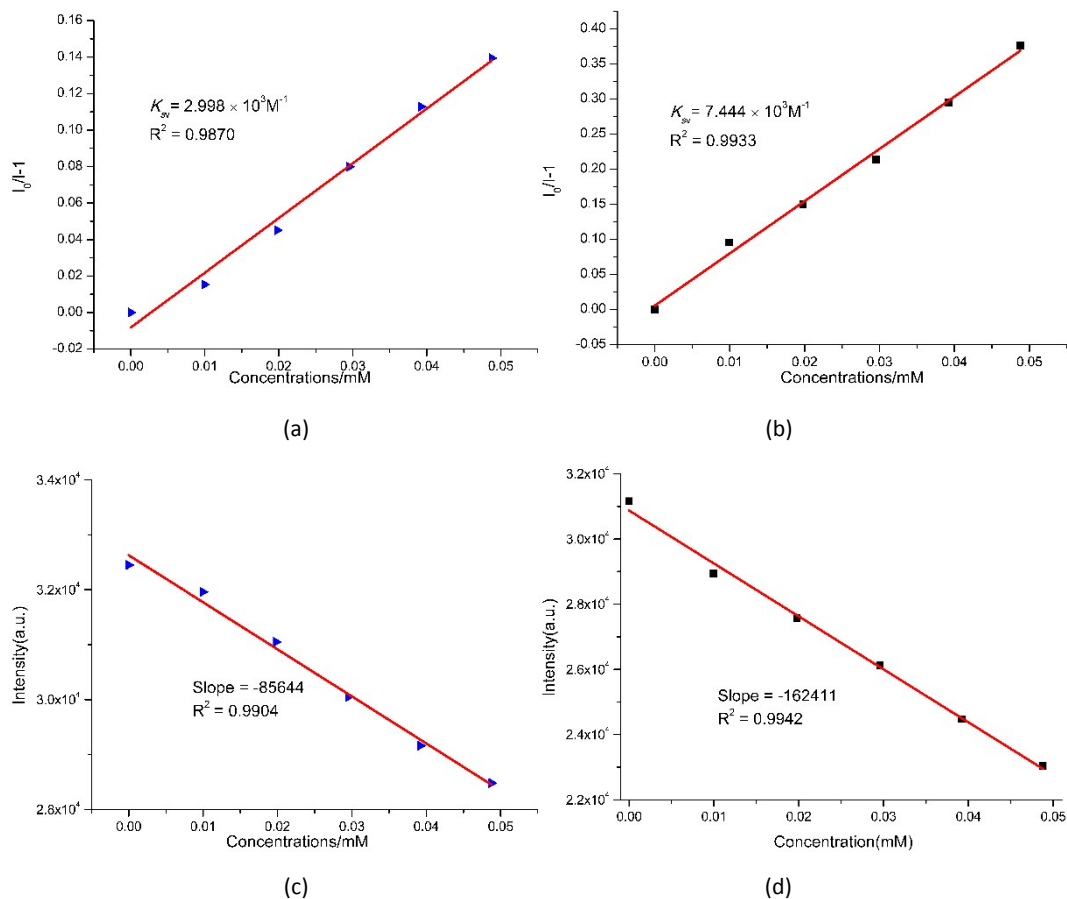 0.16
0.14
0.12
0.10
0.08
0.06
0.04
0.02
0.00
-0.02
I₀/I-1
K_sv = 2.998 × 10³M⁻¹
R² = 0.9870
0.00 0.01 0.02 0.03 0.04 0.05
Concentrations/mM
(a)
0.40
0.35
0.30
0.25
0.20
0.15
0.10
0.05
0.00
-0.05
I₀/I-1
K_sv = 7.444 × 10³M⁻¹
R² = 0.9933
0.00 0.01 0.02 0.03 0.04 0.05
Concentrations/mM
(b)
3.4x10⁴
3.2x10⁴
3.0x10⁴
2.8x10⁴
Intensity(a.u.)
Slope = -85644
R² = 0.9904
0.00 0.01 0.02 0.03 0.04 0.05
Concentrations/mM
(c)
3.2x10⁴
3.0x10⁴
2.8x10⁴
2.6x10⁴
2.4x10⁴
2.2x10⁴
Intensity(a.u.)
Slope = -162411
R² = 0.9942
0.00 0.01 0.02 0.03 0.04 0.05
Concentration(mM)
(d)